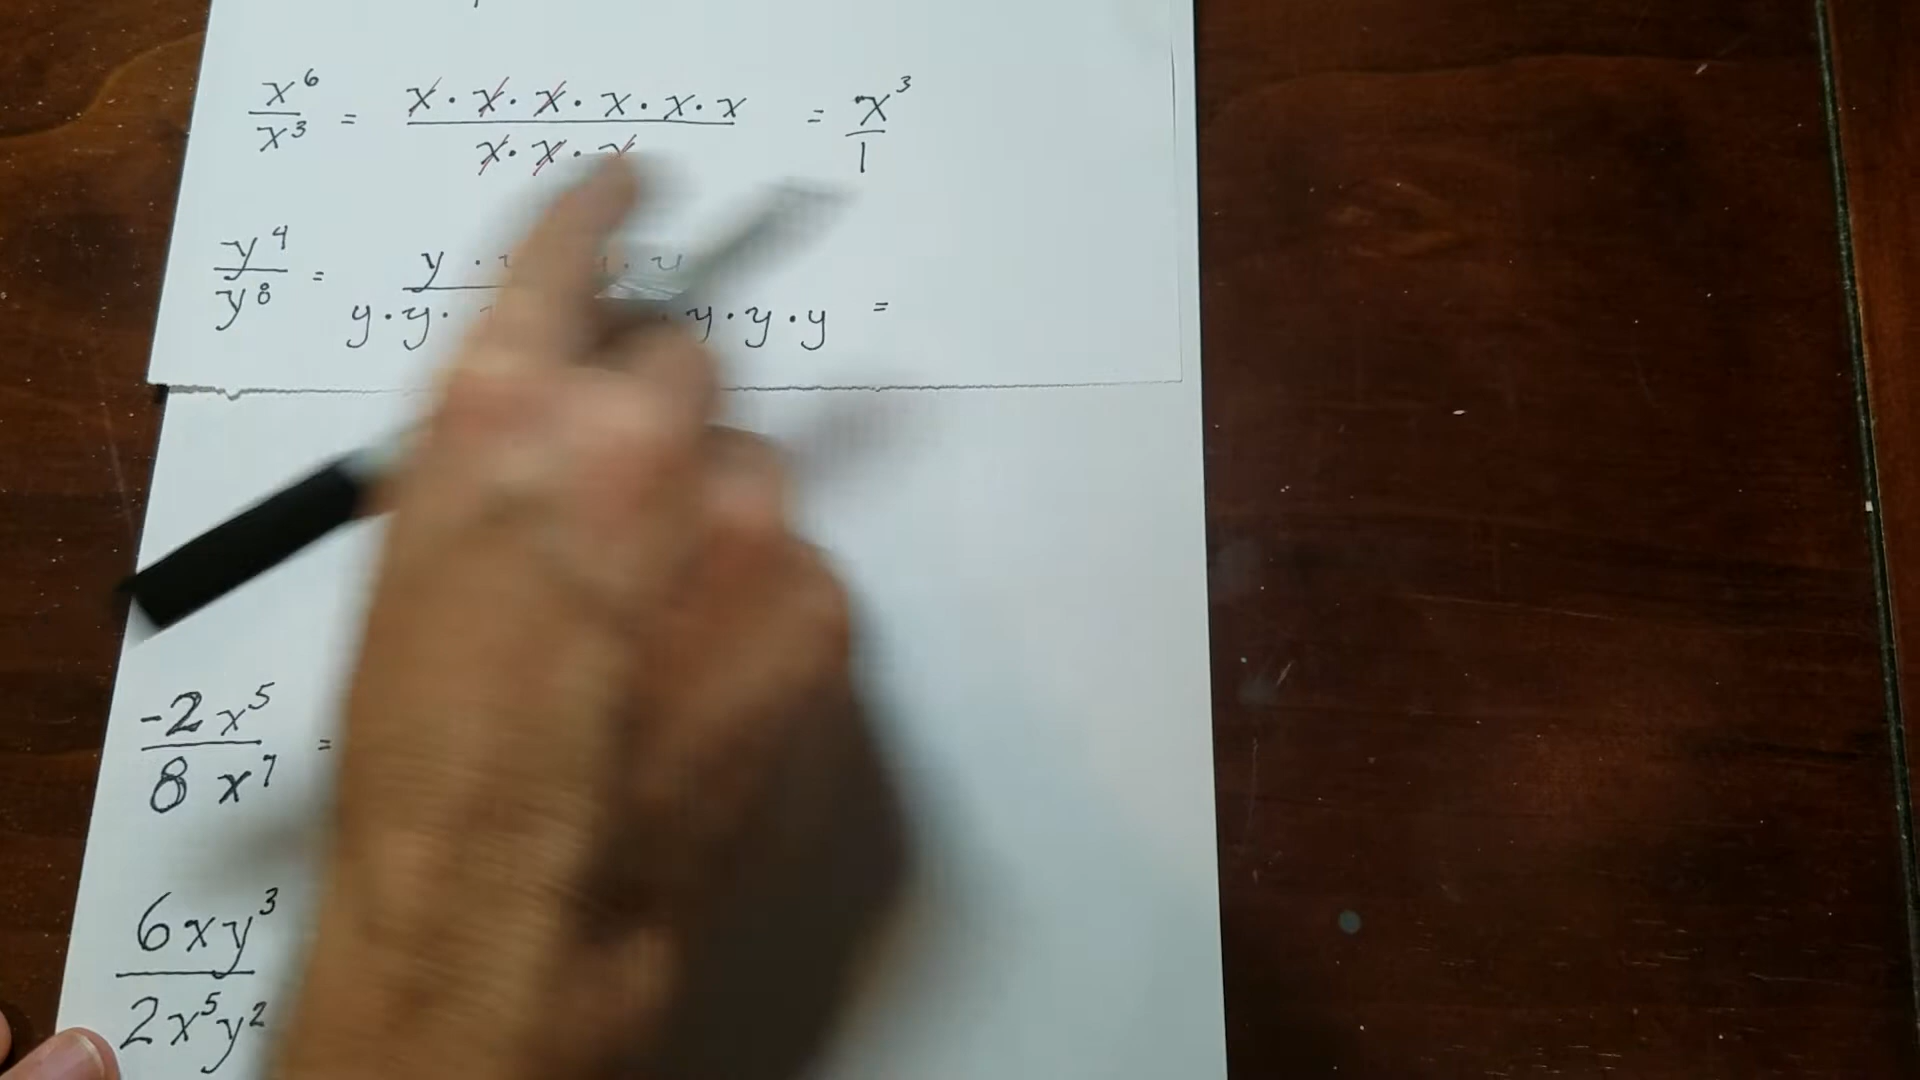 x^6/x^3 = x · x · x · x · x · x / x · x · x = x^3/1
y^4/y^8 = y · / y · y · · y · y · y =
-2x^5/8x^7 =
6xy^3/2x^5y^2